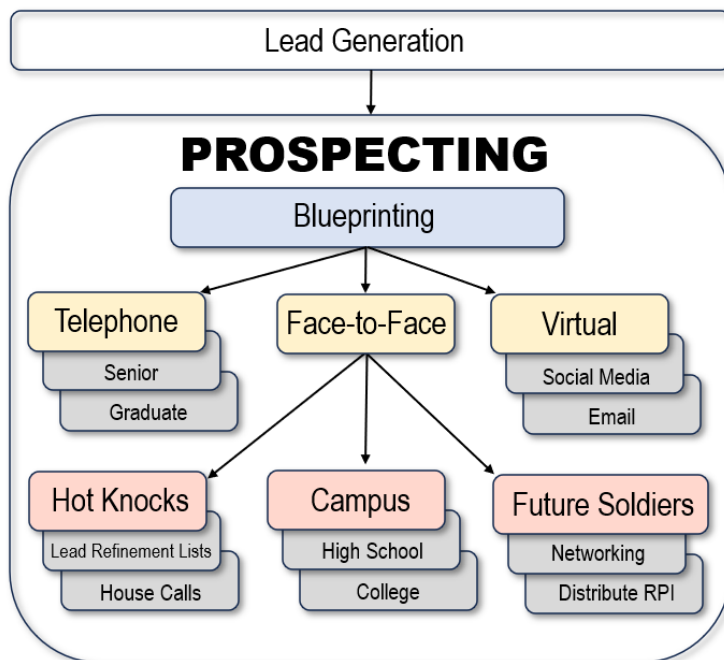 Lead Generation
PROSPECTING
Blueprinting
Telephone
Senior
Graduate
Face-to-Face
Virtual
Social Media
Email
Hot Knocks
Lead Refinement Lists
House Calls
Campus
High School
College
Future Soldiers
Networking
Distribute RPI